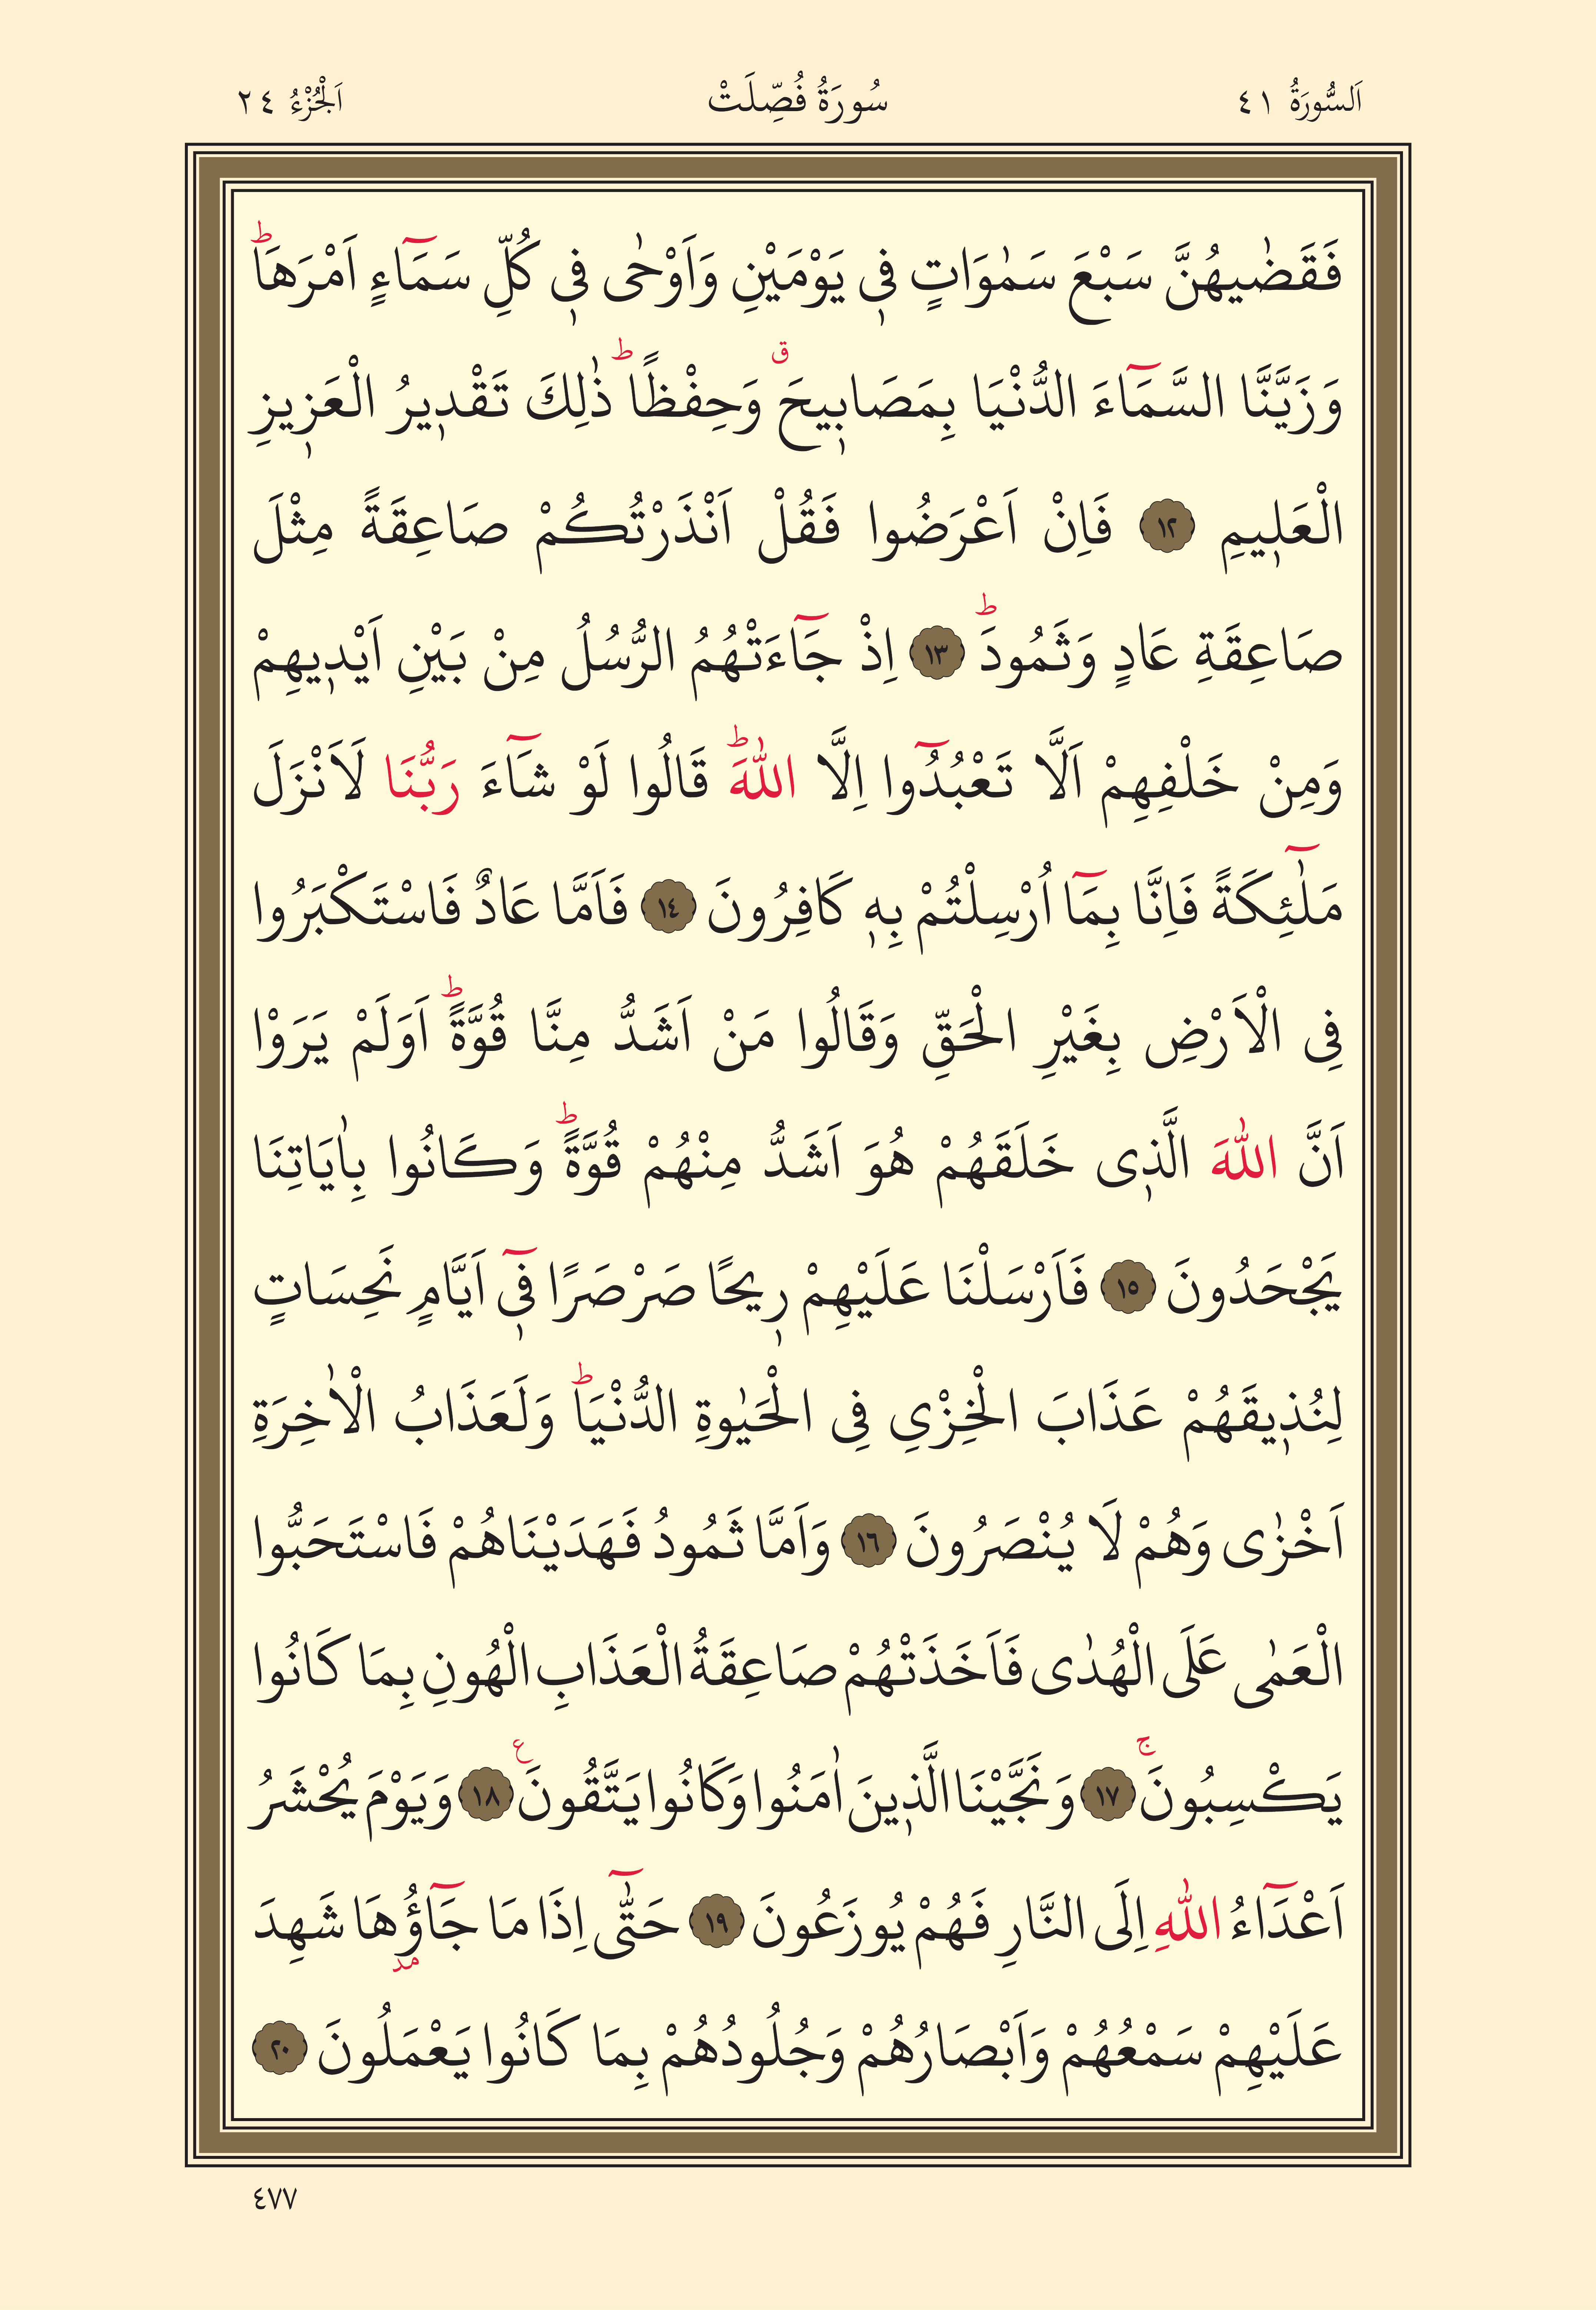 اَلسُّورَةُ ٤١ سُورَةُ فُصِّلَتْ اَلْجُزْءُ ٢٤
فَقَضٰيهُنَّ سَبْعَ سَمٰوَاتٍ ف۪ي يَوْمَيْنِ وَاَوْحٰى ف۪ي كُلِّ سَمَٓاءٍ اَمْرَهَاۜ
وَزَيَّنَّا السَّمَٓاءَ الدُّنْيَا بِمَصَاب۪يحَۗ وَحِفْظًاۜ ذٰلِكَ تَقْد۪يرُ الْعَز۪يزِ
الْعَل۪يمِ ﴿١٢﴾ فَاِنْ اَعْرَضُوا فَقُلْ اَنْذَرْتُكُمْ صَاعِقَةً مِثْلَ
صَاعِقَةِ عَادٍ وَثَمُودَۜ ﴿١٣﴾ اِذْ جَٓاءَتْهُمُ الرُّسُلُ مِنْ بَيْنِ اَيْد۪يهِمْ
وَمِنْ خَلْفِهِمْ اَلَّا تَعْبُدُٓوا اِلَّا اللّٰهَۜ قَالُوا لَوْ شَٓاءَ رَبُّنَا لَاَنْزَلَ
مَلٰٓئِكَةً فَاِنَّا بِمَٓا اُرْسِلْتُمْ بِه۪ كَافِرُونَ ﴿١٤﴾ فَاَمَّا عَادٌ فَاسْتَكْبَرُوا
فِي الْاَرْضِ بِغَيْرِ الْحَقِّ وَقَالُوا مَنْ اَشَدُّ مِنَّا قُوَّةًۜ اَوَلَمْ يَرَوْا
اَنَّ اللّٰهَ الَّذ۪ي خَلَقَهُمْ هُوَ اَشَدُّ مِنْهُمْ قُوَّةًۜ وَكَانُوا بِاٰيَاتِنَا
يَجْحَدُونَ ﴿١٥﴾ فَاَرْسَلْنَا عَلَيْهِمْ ر۪يحًا صَرْصَرًا ف۪ٓي اَيَّامٍ نَحِسَاتٍ
لِنُذ۪يقَهُمْ عَذَابَ الْخِزْيِ فِي الْحَيٰوةِ الدُّنْيَاۜ وَلَعَذَابُ الْاٰخِرَةِ
اَخْزٰى وَهُمْ لَا يُنْصَرُونَ ﴿١٦﴾ وَاَمَّا ثَمُودُ فَهَدَيْنَاهُمْ فَاسْتَحَبُّوا
الْعَمٰى عَلَى الْهُدٰى فَاَخَذَتْهُمْ صَاعِقَةُ الْعَذَابِ الْهُونِ بِمَا كَانُوا
يَكْسِبُونَۚ ﴿١٧﴾ وَنَجَّيْنَا الَّذ۪ينَ اٰمَنُوا وَكَانُوا يَتَّقُونَ۟ ﴿١٨﴾ وَيَوْمَ يُحْشَرُ
اَعْدَٓاءُ اللّٰهِ اِلَى النَّارِ فَهُمْ يُوزَعُونَ ﴿١٩﴾ حَتّٰٓى اِذَا مَا جَٓاؤُ۫هَا شَهِدَ
عَلَيْهِمْ سَمْعُهُمْ وَاَبْصَارُهُمْ وَجُلُودُهُمْ بِمَا كَانُوا يَعْمَلُونَ ﴿٢٠﴾
٤٧٧